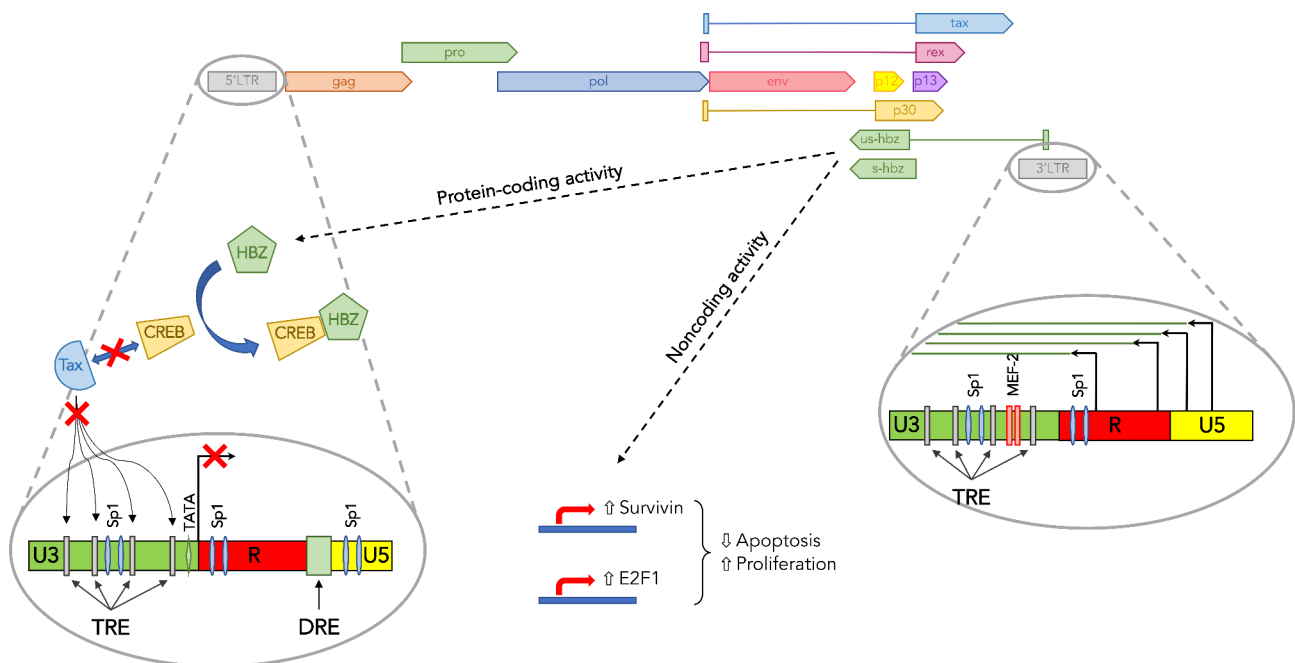 tax
pro
rex
5'LTR
gag
pol
env
p12
p13
p30
us-hbz
s-hbz
3'LTR
Protein-coding activity
Noncoding activity
HBZ
CREB
CREB
HBZ
Tax
Sp1
TATA
Sp1
Sp1
U3
R
U5
TRE
DRE
⇧ Survivin
⇧ E2F1
⇩ Apoptosis
⇧ Proliferation
Sp1
MEF-2
Sp1
U3
R
U5
TRE